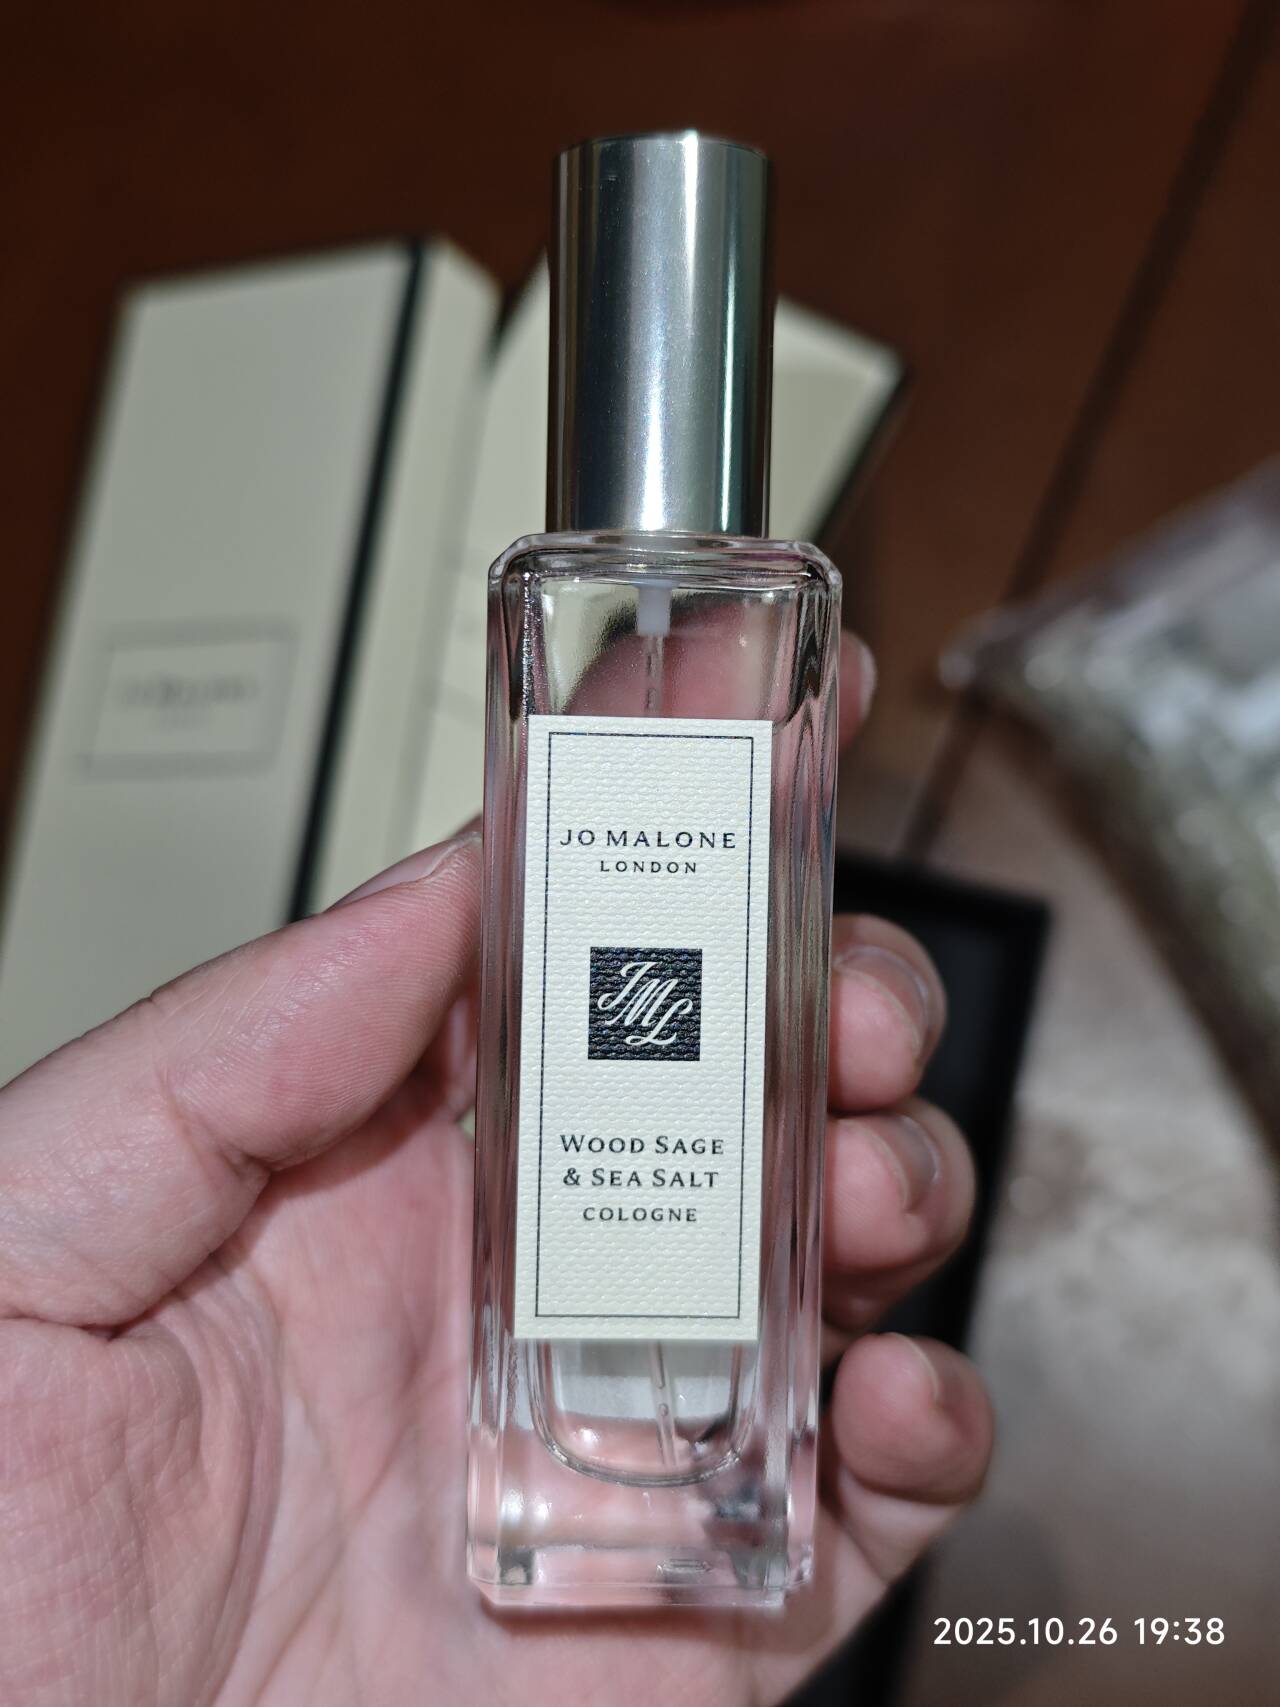 JO MALONE
LONDON
JML
WOOD SAGE
& SEA SALT
COLOGNE
2025.10.26 19:38